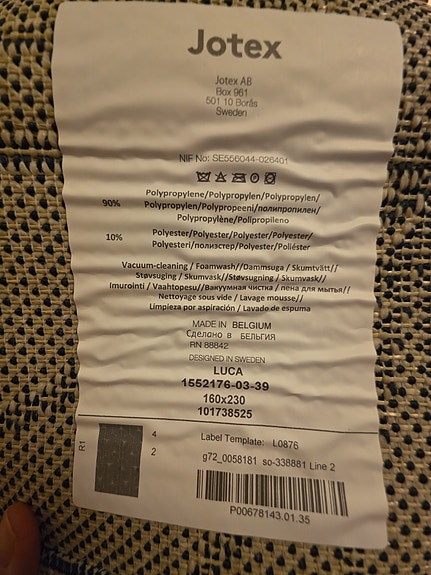 Jotex
Jotex AB
Box 961
501 10 Borås
Sweden
NIF No: SE556044-026401
90% Polypropylene/Polypropylen/Polypropylen/
Polypropylen/Polypropeeni/полипропилен/
Polypropylène/Polipropileno
10% Polyester/Polyester/Polyester/Polyester/
Polyesteri/полиэстер/Polyester/Poliéster
Vacuum-cleaning / Foamwash//Dammsuga / Skumtvätt//
Støvsuging / Skumvask//Støvsugning / Skumvask//
Imurointi / Vaahtopesu//Вакуумная чистка / пена для мытья//
Nettoyage sous vide / Lavage mousse//
Limpieza por aspiración / Lavado de espuma
MADE IN BELGIUM
Сделано в БЕЛЬГИЯ
RN 88842
DESIGNED IN SWEDEN
LUCA
1552176-03-39
160x230
101738525
R1
4
2
Label Template: L0876
g72_0058181 so-338881 Line 2
P00678143.01.35